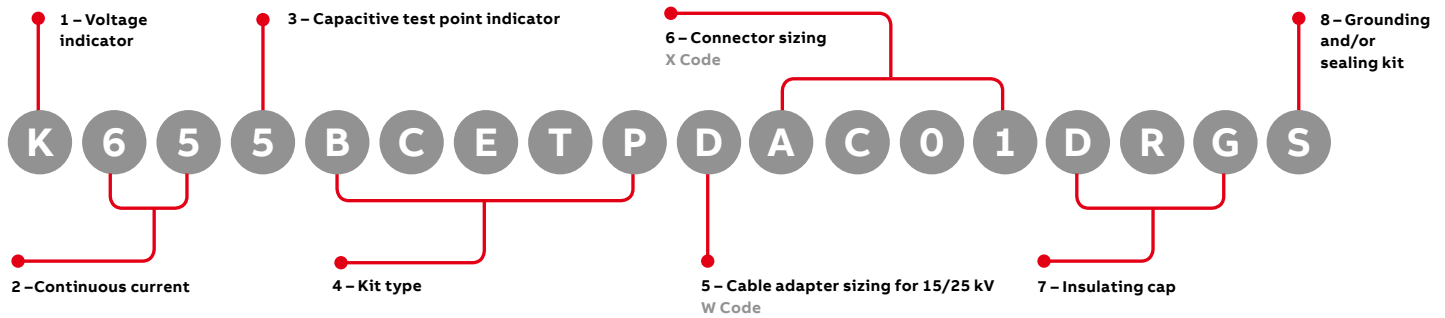 1 – Voltage
indicator
3 – Capacitive test point indicator
6 – Connector sizing
X Code
8 – Grounding
and/or
sealing kit
K 6 5 5 B C E T P D A C 0 1 D R G S
2 –Continuous current
4 – Kit type
5 – Cable adapter sizing for 15/25 kV
W Code
7 – Insulating cap